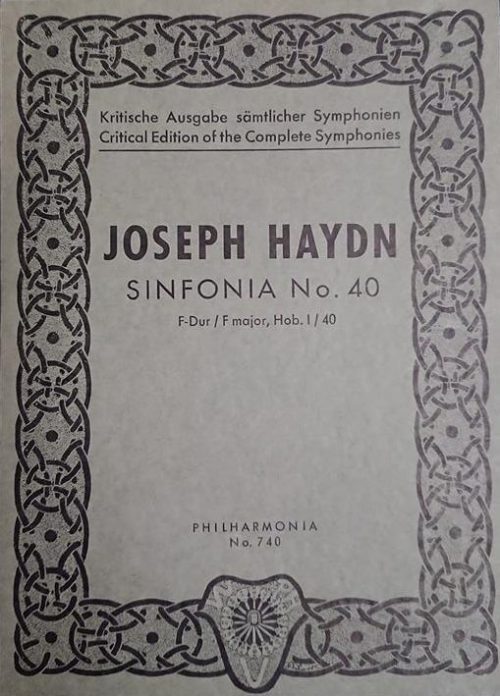 Kritische Ausgabe sämtlicher Symphonien
Critical Edition of the Complete Symphonies
JOSEPH HAYDN
SINFONIA No. 40
F-Dur / F major, Hob. I / 40
PHILHARMONIA
No. 740